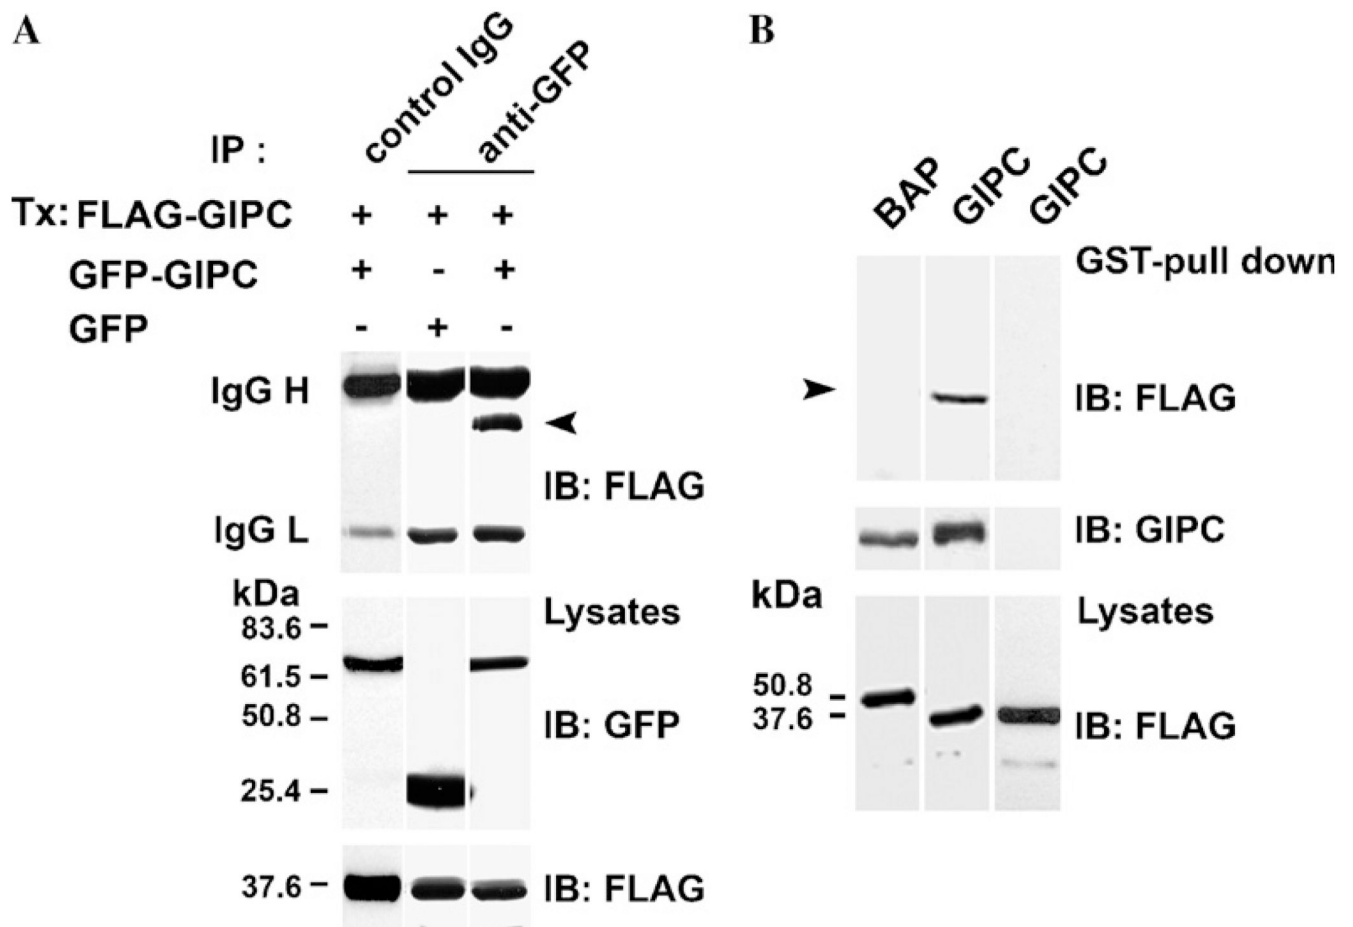 A
IP :
control IgG
anti-GFP
Tx: FLAG-GIPC + + +
GFP-GIPC + - +
GFP - + -
IgG H
IB: FLAG
IgG L
kDa
Lysates
83.6
61.5
50.8
IB: GFP
25.4
37.6
IB: FLAG
B
BAP
GIPC
GIPC
GST-pull down
IB: FLAG
IB: GIPC
kDa
Lysates
50.8
37.6
IB: FLAG